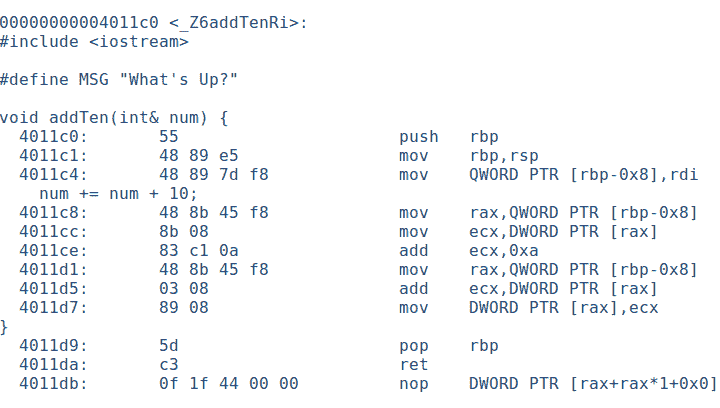 00000000004011c0 <_Z6addTenRi>:
#include <iostream>
#define MSG "What's Up?"
void addTen(int& num) {
4011c0: 55 push rbp
4011c1: 48 89 e5 mov rbp,rsp
4011c4: 48 89 7d f8 mov QWORD PTR [rbp-0x8],rdi
num += num + 10;
4011c8: 48 8b 45 f8 mov rax,QWORD PTR [rbp-0x8]
4011cc: 8b 08 mov ecx,DWORD PTR [rax]
4011ce: 83 c1 0a add ecx,0xa
4011d1: 48 8b 45 f8 mov rax,QWORD PTR [rbp-0x8]
4011d5: 03 08 add ecx,DWORD PTR [rax]
4011d7: 89 08 mov DWORD PTR [rax],ecx
}
4011d9: 5d pop rbp
4011da: c3 ret
4011db: 0f 1f 44 00 00 nop DWORD PTR [rax+rax*1+0x0]